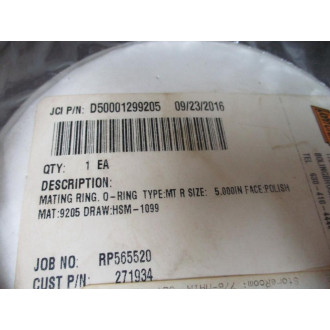 JCI P/N: D50001299205 09/23/2016
QTY: 1 EA
DESCRIPTION:
MATING RING, O-RING TYPE:MT R SIZE: 5.000IN FACE:POLISH
MAT:9205 DRAW:HSM-1099
JOB NO: RP565520
CUST P/N: 271934